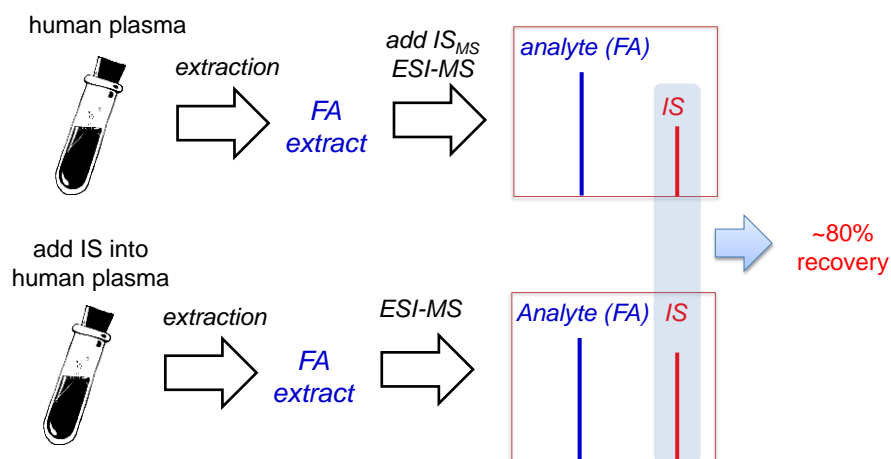 human plasma
extraction
FA
extract
add IS_MS
ESI-MS
analyte (FA)
IS
~80%
recovery
add IS into
human plasma
extraction
FA
extract
ESI-MS
Analyte (FA)
IS